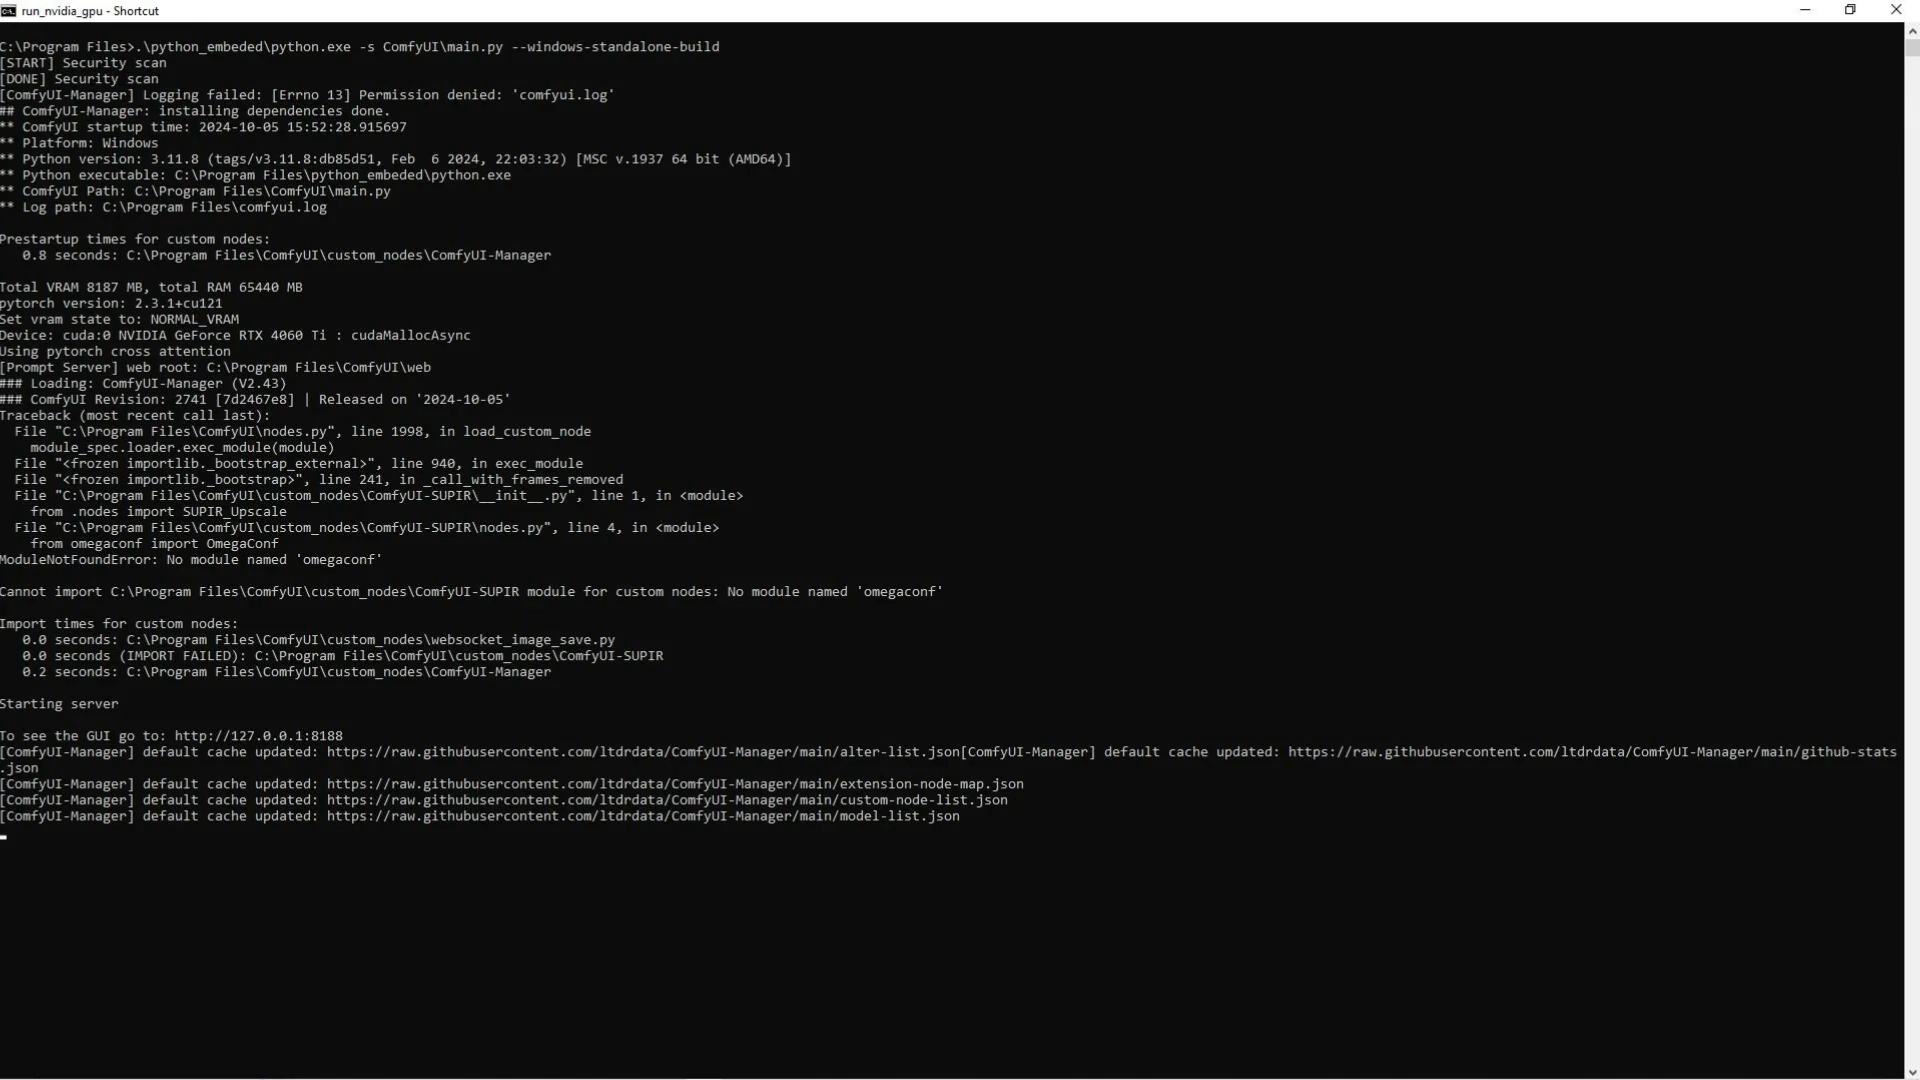 run_nvidia_gpu - Shortcut
C:\Program Files>.\python_embeded\python.exe -s ComfyUI\main.py --windows-standalone-build
[START] Security scan
[DONE] Security scan
[ComfyUI-Manager] Logging failed: [Errno 13] Permission denied: 'comfyui.log'
## ComfyUI-Manager: installing dependencies done.
** ComfyUI startup time: 2024-10-05 15:52:28.915697
** Platform: Windows
** Python version: 3.11.8 (tags/v3.11.8:db85d51, Feb  6 2024, 22:03:32) [MSC v.1937 64 bit (AMD64)]
** Python executable: C:\Program Files\python_embeded\python.exe
** ComfyUI Path: C:\Program Files\ComfyUI\main.py
** Log path: C:\Program Files\comfyui.log
Prestartup times for custom nodes:
   0.8 seconds: C:\Program Files\ComfyUI\custom_nodes\ComfyUI-Manager
Total VRAM 8187 MB, total RAM 65440 MB
pytorch version: 2.3.1+cu121
Set vram state to: NORMAL_VRAM
Device: cuda:0 NVIDIA GeForce RTX 4060 Ti : cudaMallocAsync
Using pytorch cross attention
[Prompt Server] web root: C:\Program Files\ComfyUI\web
### Loading: ComfyUI-Manager (V2.43)
### ComfyUI Revision: 2741 [7d2467e8] | Released on '2024-10-05'
Traceback (most recent call last):
  File "C:\Program Files\ComfyUI\nodes.py", line 1998, in load_custom_node
    module_spec.loader.exec_module(module)
  File "<frozen importlib._bootstrap_external>", line 940, in exec_module
  File "<frozen importlib._bootstrap>", line 241, in _call_with_frames_removed
  File "C:\Program Files\ComfyUI\custom_nodes\ComfyUI-SUPIR\__init__.py", line 1, in <module>
    from .nodes import SUPIR_Upscale
  File "C:\Program Files\ComfyUI\custom_nodes\ComfyUI-SUPIR\nodes.py", line 4, in <module>
    from omegaconf import OmegaConf
ModuleNotFoundError: No module named 'omegaconf'
Cannot import C:\Program Files\ComfyUI\custom_nodes\ComfyUI-SUPIR module for custom nodes: No module named 'omegaconf'
Import times for custom nodes:
   0.0 seconds: C:\Program Files\ComfyUI\custom_nodes\websocket_image_save.py
   0.0 seconds (IMPORT FAILED): C:\Program Files\ComfyUI\custom_nodes\ComfyUI-SUPIR
   0.2 seconds: C:\Program Files\ComfyUI\custom_nodes\ComfyUI-Manager
Starting server
To see the GUI go to: http://127.0.0.1:8188
[ComfyUI-Manager] default cache updated: https://raw.githubusercontent.com/ltdrdata/ComfyUI-Manager/main/alter-list.json[ComfyUI-Manager] default cache updated: https://raw.githubusercontent.com/ltdrdata/ComfyUI-Manager/main/github-stats
.json
[ComfyUI-Manager] default cache updated: https://raw.githubusercontent.com/ltdrdata/ComfyUI-Manager/main/extension-node-map.json
[ComfyUI-Manager] default cache updated: https://raw.githubusercontent.com/ltdrdata/ComfyUI-Manager/main/custom-node-list.json
[ComfyUI-Manager] default cache updated: https://raw.githubusercontent.com/ltdrdata/ComfyUI-Manager/main/model-list.json